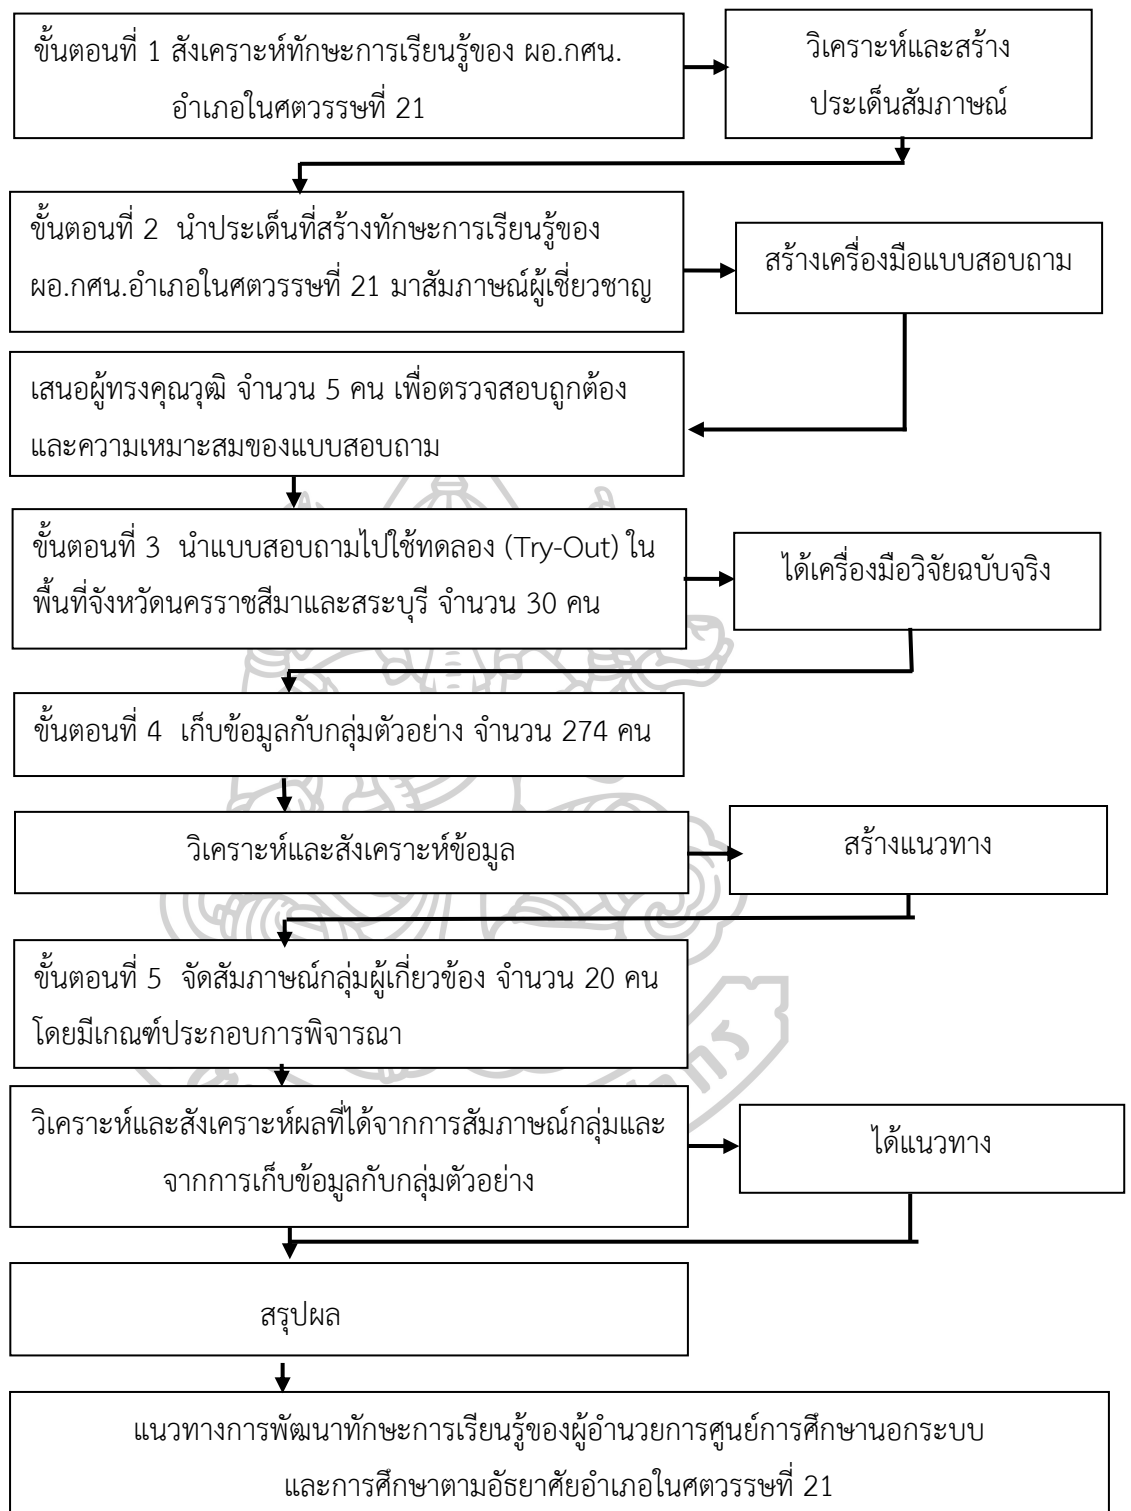 ขั้นตอนที่ 1 สังเคราะห์ทักษะการเรียนรู้ของ ผอ.กศน.
อำเภอในศตวรรษที่ 21
วิเคราะห์และสร้าง
ประเด็นสัมภาษณ์
ขั้นตอนที่ 2 นำประเด็นที่สร้างทักษะการเรียนรู้ของ
ผอ.กศน.อำเภอในศตวรรษที่ 21 มาสัมภาษณ์ผู้เชี่ยวชาญ
สร้างเครื่องมือแบบสอบถาม
เสนอผู้ทรงคุณวุฒิ จำนวน 5 คน เพื่อตรวจสอบถูกต้อง
และความเหมาะสมของแบบสอบถาม
ขั้นตอนที่ 3 นำแบบสอบถามไปใช้ทดลอง (Try-Out) ใน
พื้นที่จังหวัดนครราชสีมาและสระบุรี จำนวน 30 คน
ได้เครื่องมือวิจัยฉบับจริง
ขั้นตอนที่ 4 เก็บข้อมูลกับกลุ่มตัวอย่าง จำนวน 274 คน
วิเคราะห์และสังเคราะห์ข้อมูล
สร้างแนวทาง
ขั้นตอนที่ 5 จัดสัมภาษณ์กลุ่มผู้เกี่ยวข้อง จำนวน 20 คน
โดยมีเกณฑ์ประกอบการพิจารณา
วิเคราะห์และสังเคราะห์ผลที่ได้จากการสัมภาษณ์กลุ่มและ
จากการเก็บข้อมูลกับกลุ่มตัวอย่าง
ได้แนวทาง
สรุปผล
แนวทางการพัฒนาทักษะการเรียนรู้ของผู้อำนวยการศูนย์การศึกษานอกระบบ
และการศึกษาตามอัธยาศัยอำเภอในศตวรรษที่ 21